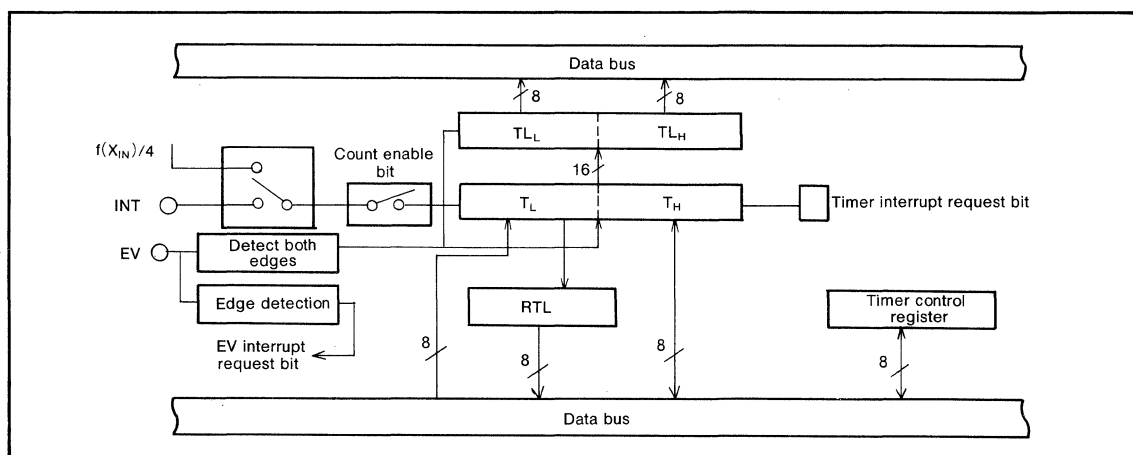 Data bus
8
8
TL_L
TL_H
f(X_IN)/4
Count enable
bit
16
INT
T_L
T_H
Timer interrupt request bit
EV
Detect both
edges
Edge detection
RTL
Timer control
register
EV interrupt
request bit
8
8
8
8
Data bus